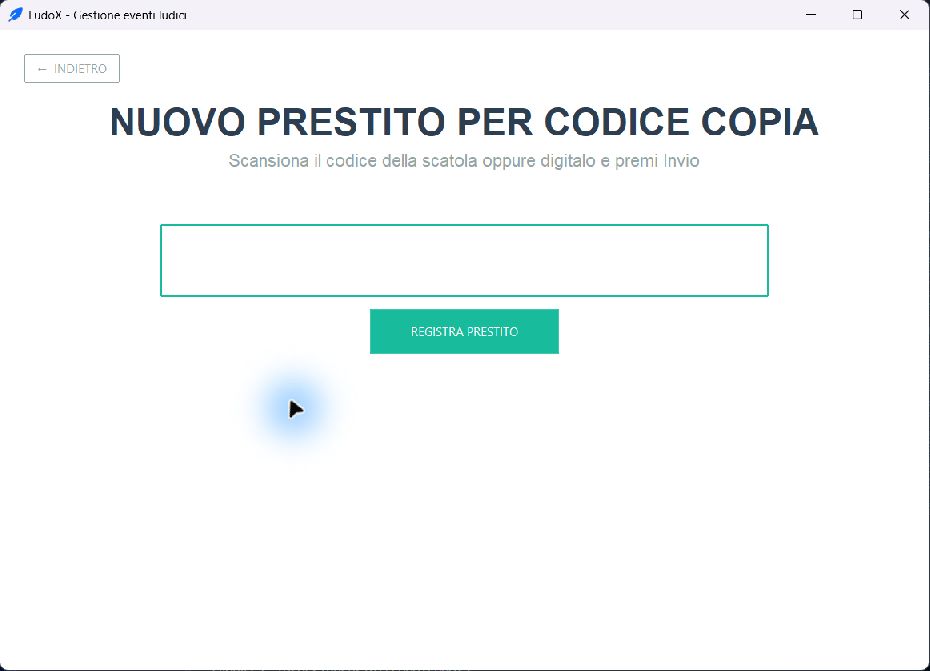 LudoX - Gestione eventi ludici
← INDIETRO
NUOVO PRESTITO PER CODICE COPIA
Scansiona il codice della scatola oppure digitalo e premi Invio
REGISTRA PRESTITO